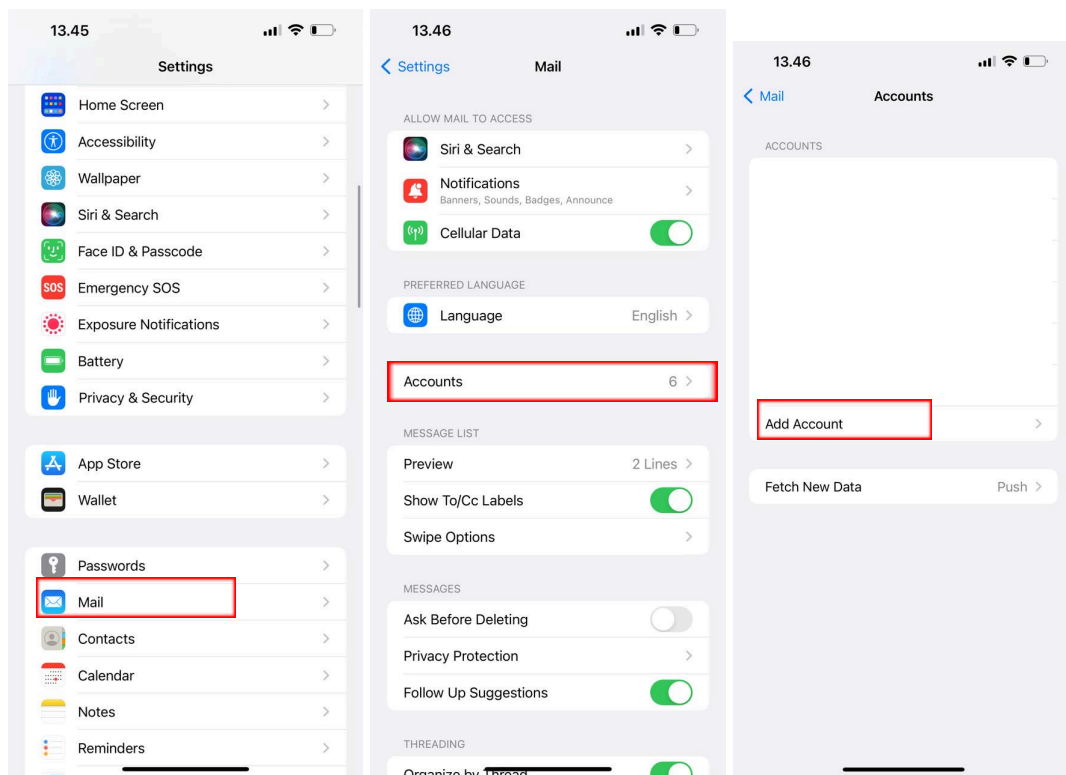 13.45
Settings
Home Screen
Accessibility
Wallpaper
Siri & Search
Face ID & Passcode
SOS
Emergency SOS
Exposure Notifications
Battery
Privacy & Security
App Store
Wallet
Passwords
Mail
Contacts
Calendar
Notes
Reminders
13.46
Settings
Mail
ALLOW MAIL TO ACCESS
Siri & Search
Notifications
Banners, Sounds, Badges, Announce
Cellular Data
PREFERRED LANGUAGE
Language English
Accounts 6
MESSAGE LIST
Preview 2 Lines
Show To/Cc Labels
Swipe Options
MESSAGES
Ask Before Deleting
Privacy Protection
Follow Up Suggestions
THREADING
Organize by Thread
13.46
Mail
Accounts
ACCOUNTS
Add Account
Fetch New Data Push